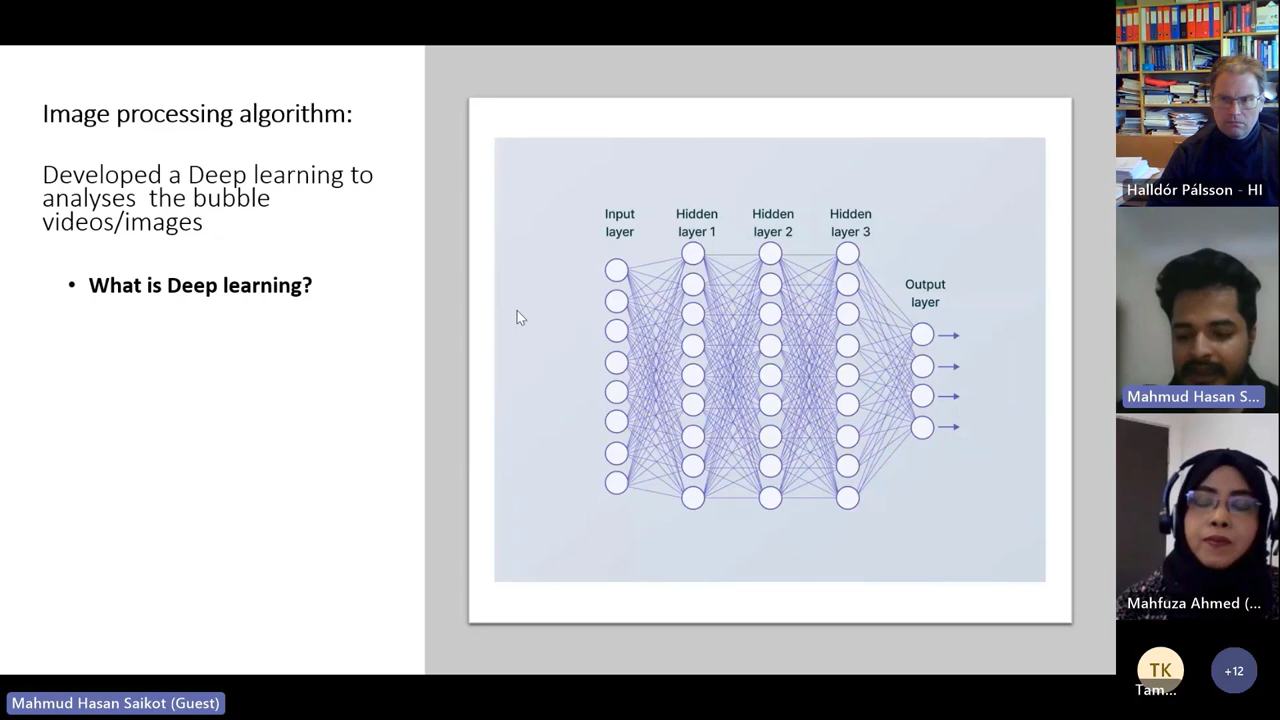 Image processing algorithm:
Developed a Deep learning to
analyses the bubble
videos/images
• What is Deep learning?
Input
layer
Hidden
layer 1
Hidden
layer 2
Hidden
layer 3
Output
layer
Halldór Pálsson - HI
Mahmud Hasan S...
Mahfuza Ahmed (...
TK
Tam...
+12
Mahmud Hasan Saikot (Guest)